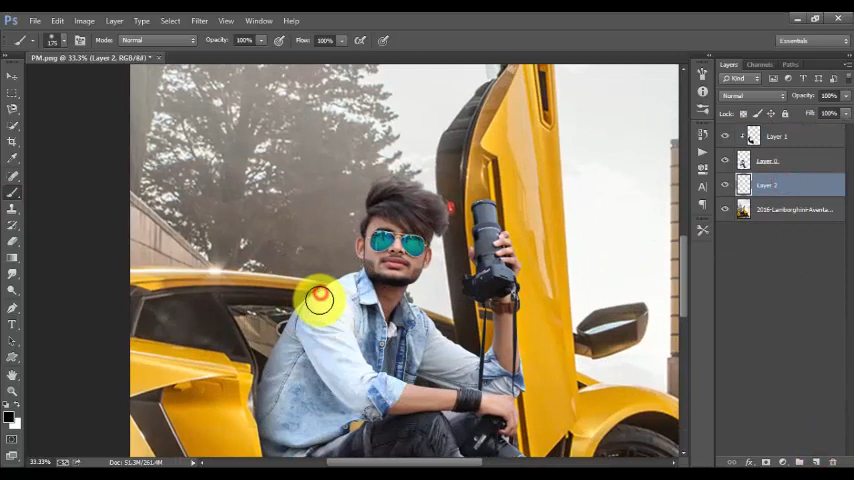 Ps File Edit Image Layer Type Select Filter View Window Help
175 Mode: Normal Opacity: 100% Flow: 100% Essentials
PM.png @ 33.3% (Layer 2, RGB/8#) * ×
Layers Channels Paths
Kind
Normal Opacity: 100%
Lock: Fill: 100%
Layer 1
Layer 0
Layer 2
2016-Lamborghini-Aventa...
33.33% Doc: 51.3M/261.4M